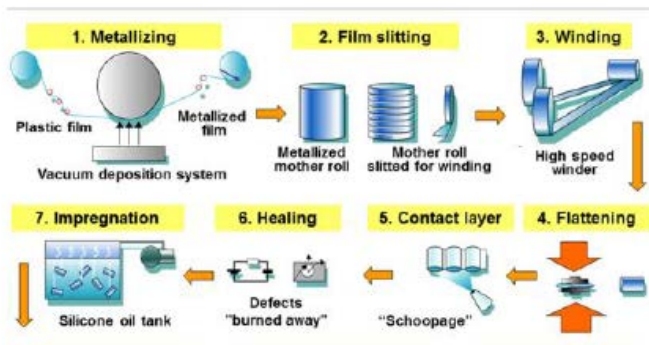 1. Metallizing
2. Film slitting
3. Winding
Plastic film
Metallized
film
Vacuum deposition system
Metallized
mother roll
Mother roll
slitted for winding
High speed
winder
7. Impregnation
6. Healing
5. Contact layer
4. Flattening
Silicone oil tank
Defects
"burned away"
"Schoopage"